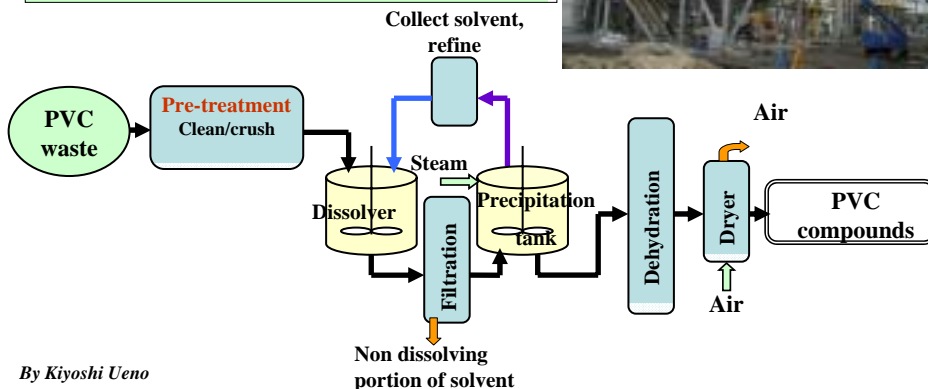 Collect solvent,
refine
PVC
waste
Pre-treatment
Clean/crush
Air
Steam
Dissolver
Filtration
Precipitation
tank
Dehydration
Dryer
PVC
compounds
Air
Non dissolving
portion of solvent
By Kiyoshi Ueno